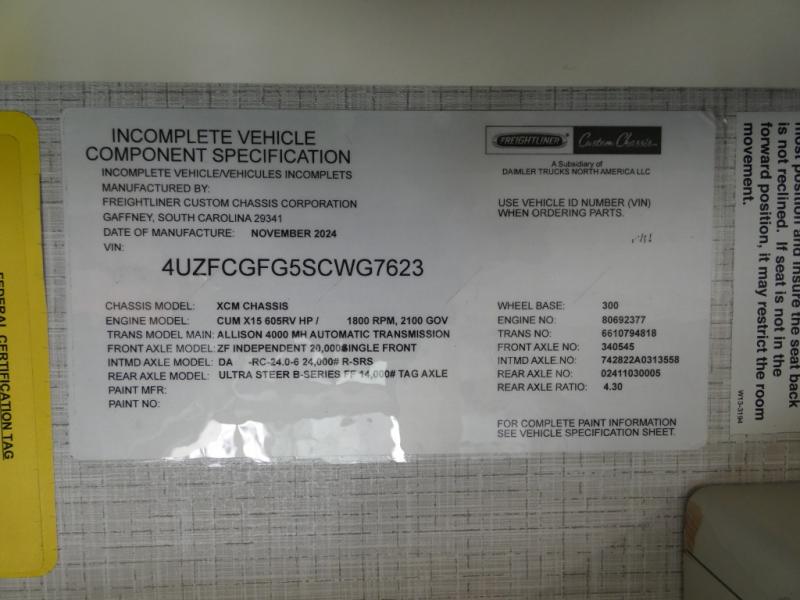 INCOMPLETE VEHICLE
COMPONENT SPECIFICATION
INCOMPLETE VEHICLE/VEHICULES INCOMPLETS
MANUFACTURED BY:
FREIGHTLINER CUSTOM CHASSIS CORPORATION
GAFFNEY, SOUTH CAROLINA 29341
DATE OF MANUFACTURE: NOVEMBER 2024
VIN:
4UZFCGFG5SCWG7623
CHASSIS MODEL: XCM CHASSIS
ENGINE MODEL: CUM X15 605RV HP / 1800 RPM, 2100 GOV
TRANS MODEL MAIN: ALLISON 4000 MH AUTOMATIC TRANSMISSION
FRONT AXLE MODEL: ZF INDEPENDENT 20,000# SINGLE FRONT
INTMD AXLE MODEL: DA -RC-24.0-6 24,000# R-SRS
REAR AXLE MODEL: ULTRA STEER B-SERIES FF 14,000# TAG AXLE
PAINT MFR:
PAINT NO:
FREIGHTLINER Custom Chassis
A Subsidiary of
DAIMLER TRUCKS NORTH AMERICA LLC
USE VEHICLE ID NUMBER (VIN)
WHEN ORDERING PARTS.
WHEEL BASE: 300
ENGINE NO: 80692377
TRANS NO: 6610794818
FRONT AXLE NO: 340545
INTMD AXLE NO: 742822A0313558
REAR AXLE NO: 02411030005
REAR AXLE RATIO: 4.30
FOR COMPLETE PAINT INFORMATION
SEE VEHICLE SPECIFICATION SHEET.
FEDERAL CERTIFICATION TAG
most position and insure the seat back
is not reclined. If seat is not in the
forward position, it may restrict the room
movement.
W13-3194